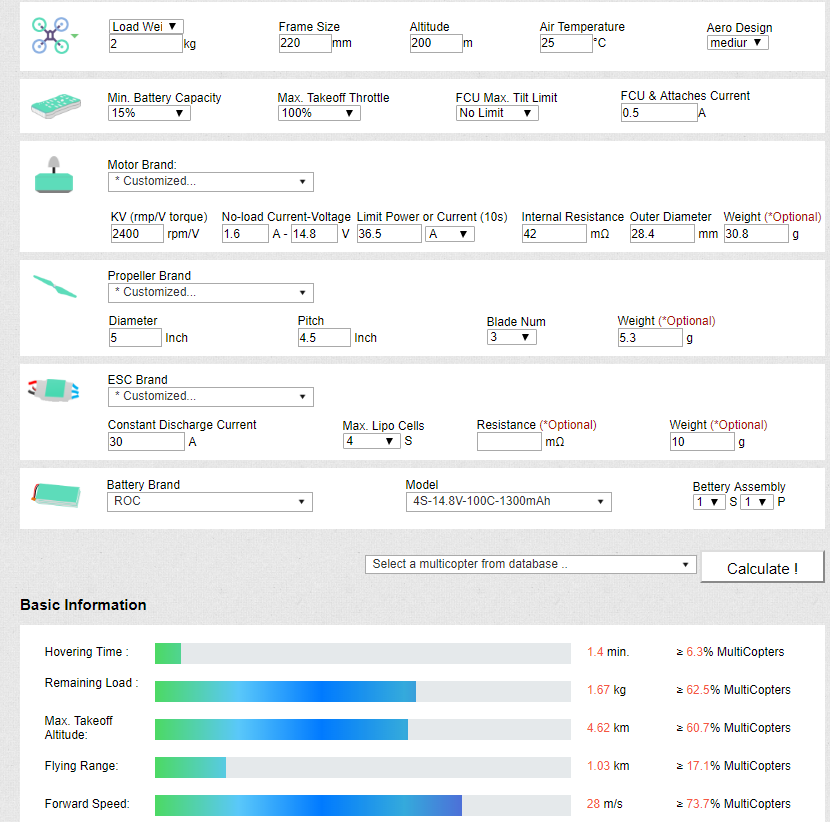 Load Wei Frame Size Altitude Air Temperature Aero Design
2 kg 220 mm 200 m 25 °C mediur
Min. Battery Capacity Max. Takeoff Throttle FCU Max. Tilt Limit FCU & Attaches Current
15% 100% No Limit 0.5 A
Motor Brand:
* Customized...
KV (rmp/V torque) No-load Current-Voltage Limit Power or Current (10s) Internal Resistance Outer Diameter Weight (*Optional)
2400 rpm/V 1.6 A - 14.8 V 36.5 A 42 mΩ 28.4 mm 30.8 g
Propeller Brand
* Customized...
Diameter Pitch Blade Num Weight (*Optional)
5 Inch 4.5 Inch 3 5.3 g
ESC Brand
* Customized...
Constant Discharge Current Max. Lipo Cells Resistance (*Optional) Weight (*Optional)
30 A 4 S mΩ 10 g
Battery Brand Model Bettery Assembly
ROC 4S-14.8V-100C-1300mAh 1 S 1 P
Select a multicopter from database .. Calculate !
Basic Information
Hovering Time : 1.4 min. ≥ 6.3% MultiCopters
Remaining Load : 1.67 kg ≥ 62.5% MultiCopters
Max. Takeoff
Altitude: 4.62 km ≥ 60.7% MultiCopters
Flying Range: 1.03 km ≥ 17.1% MultiCopters
Forward Speed: 28 m/s ≥ 73.7% MultiCopters